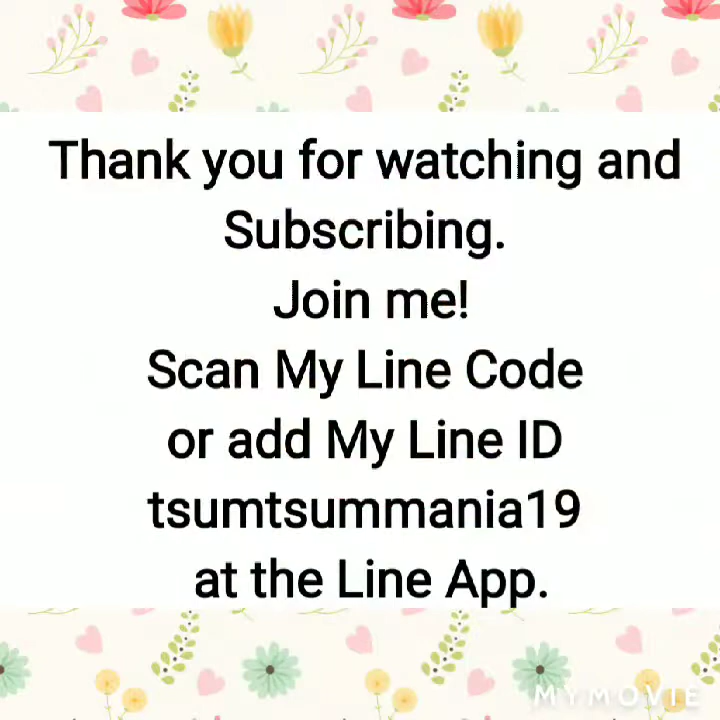 Thank you for watching and
Subscribing.
Join me!
Scan My Line Code
or add My Line ID
tsumtsummania19
at the Line App.
MYMOVIE